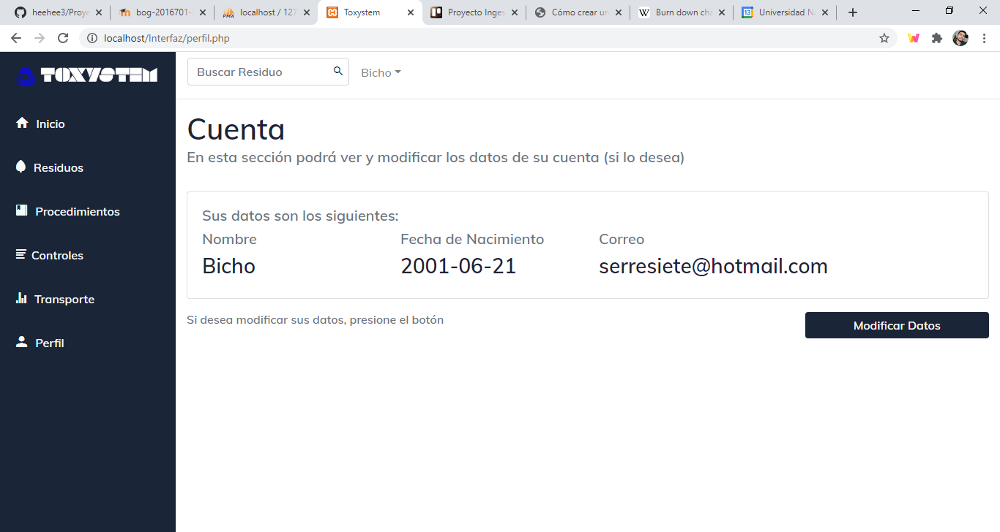 heehee3/Proye
bog-2016701-
localhost / 127
Toxystem
Proyecto Inges
Cómo crear un
Burn down cha
Universidad Na
localhost/Interfaz/perfil.php
TOXYSTEM
Buscar Residuo
Bicho
Inicio
Residuos
Procedimientos
Controles
Transporte
Perfil
Cuenta
En esta sección podrá ver y modificar los datos de su cuenta (si lo desea)
Sus datos son los siguientes:
Nombre Fecha de Nacimiento Correo
Bicho 2001-06-21 serresiete@hotmail.com
Si desea modificar sus datos, presione el botón
Modificar Datos